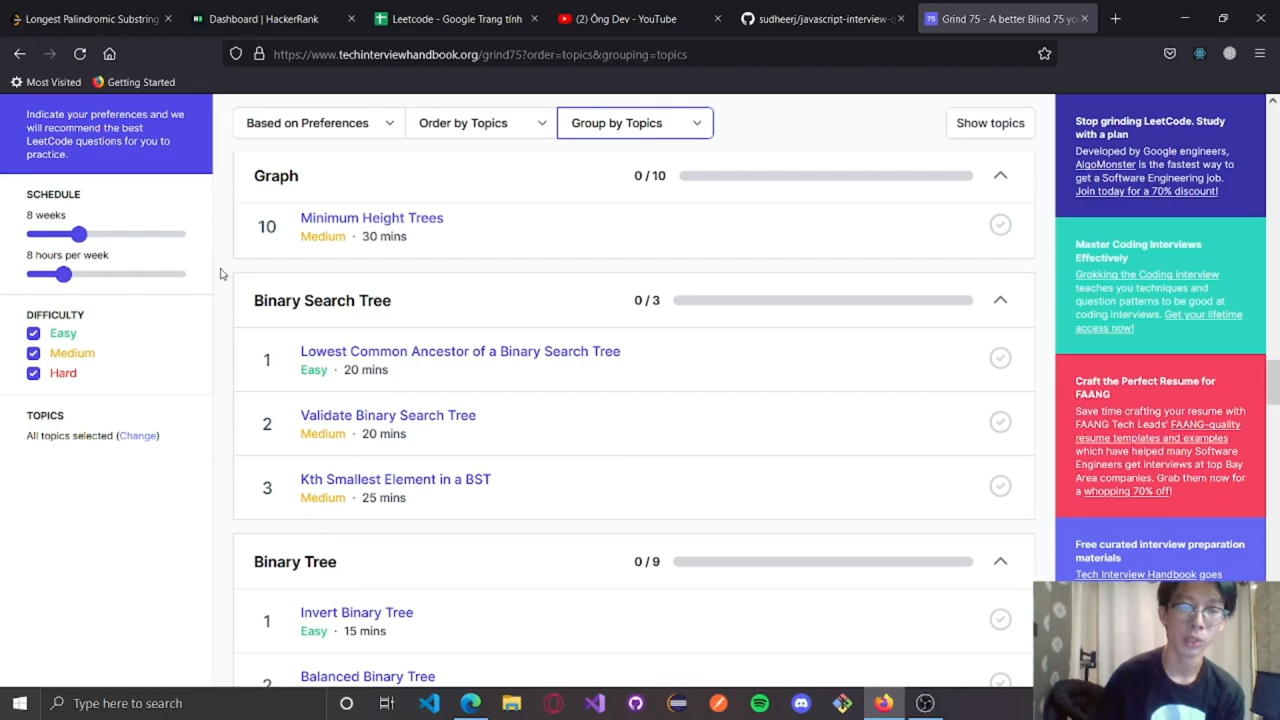 Longest Palindromic Substring
Dashboard | HackerRank
Leetcode - Google Trang tính
(2) Ông Dev - YouTube
sudheerj/javascript-interview-q
Grind 75 - A better Blind 75 yo
https://www.techinterviewhandbook.org/grind75?order=topics&grouping=topics
Most Visited
Getting Started
Indicate your preferences and we
will recommend the best
LeetCode questions for you to
practice.
SCHEDULE
8 weeks
8 hours per week
DIFFICULTY
Easy
Medium
Hard
TOPICS
All topics selected (Change)
Based on Preferences
Order by Topics
Group by Topics
Show topics
Graph
0 / 10
10
Minimum Height Trees
Medium · 30 mins
Binary Search Tree
0 / 3
1
Lowest Common Ancestor of a Binary Search Tree
Easy · 20 mins
2
Validate Binary Search Tree
Medium · 20 mins
3
Kth Smallest Element in a BST
Medium · 25 mins
Binary Tree
0 / 9
1
Invert Binary Tree
Easy · 15 mins
2
Balanced Binary Tree
Stop grinding LeetCode. Study
with a plan
Developed by Google engineers,
AlgoMonster is the fastest way to
get a Software Engineering job.
Join today for a 70% discount!
Master Coding Interviews
Effectively
Grokking the Coding Interview
teaches you techniques and
question patterns to be good at
coding interviews. Get your lifetime
access now!
Craft the Perfect Resume for
FAANG
Save time crafting your resume with
FAANG Tech Leads' FAANG-quality
resume templates and examples
which have helped many Software
Engineers get interviews at top Bay
Area companies. Grab them now for
a whopping 70% off!
Free curated interview preparation
materials
Tech Interview Handbook goes
Type here to search